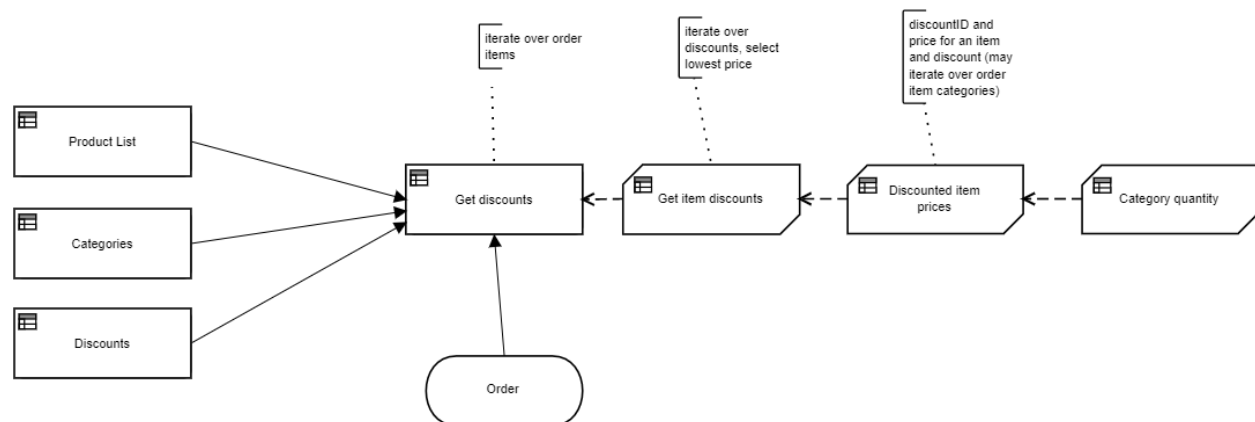 iterate over order
items
iterate over
discounts, select
lowest price
discountID and
price for an item
and discount (may
iterate over order
item categories)
Product List
Get discounts
Get item discounts
Discounted item
prices
Category quantity
Categories
Discounts
Order